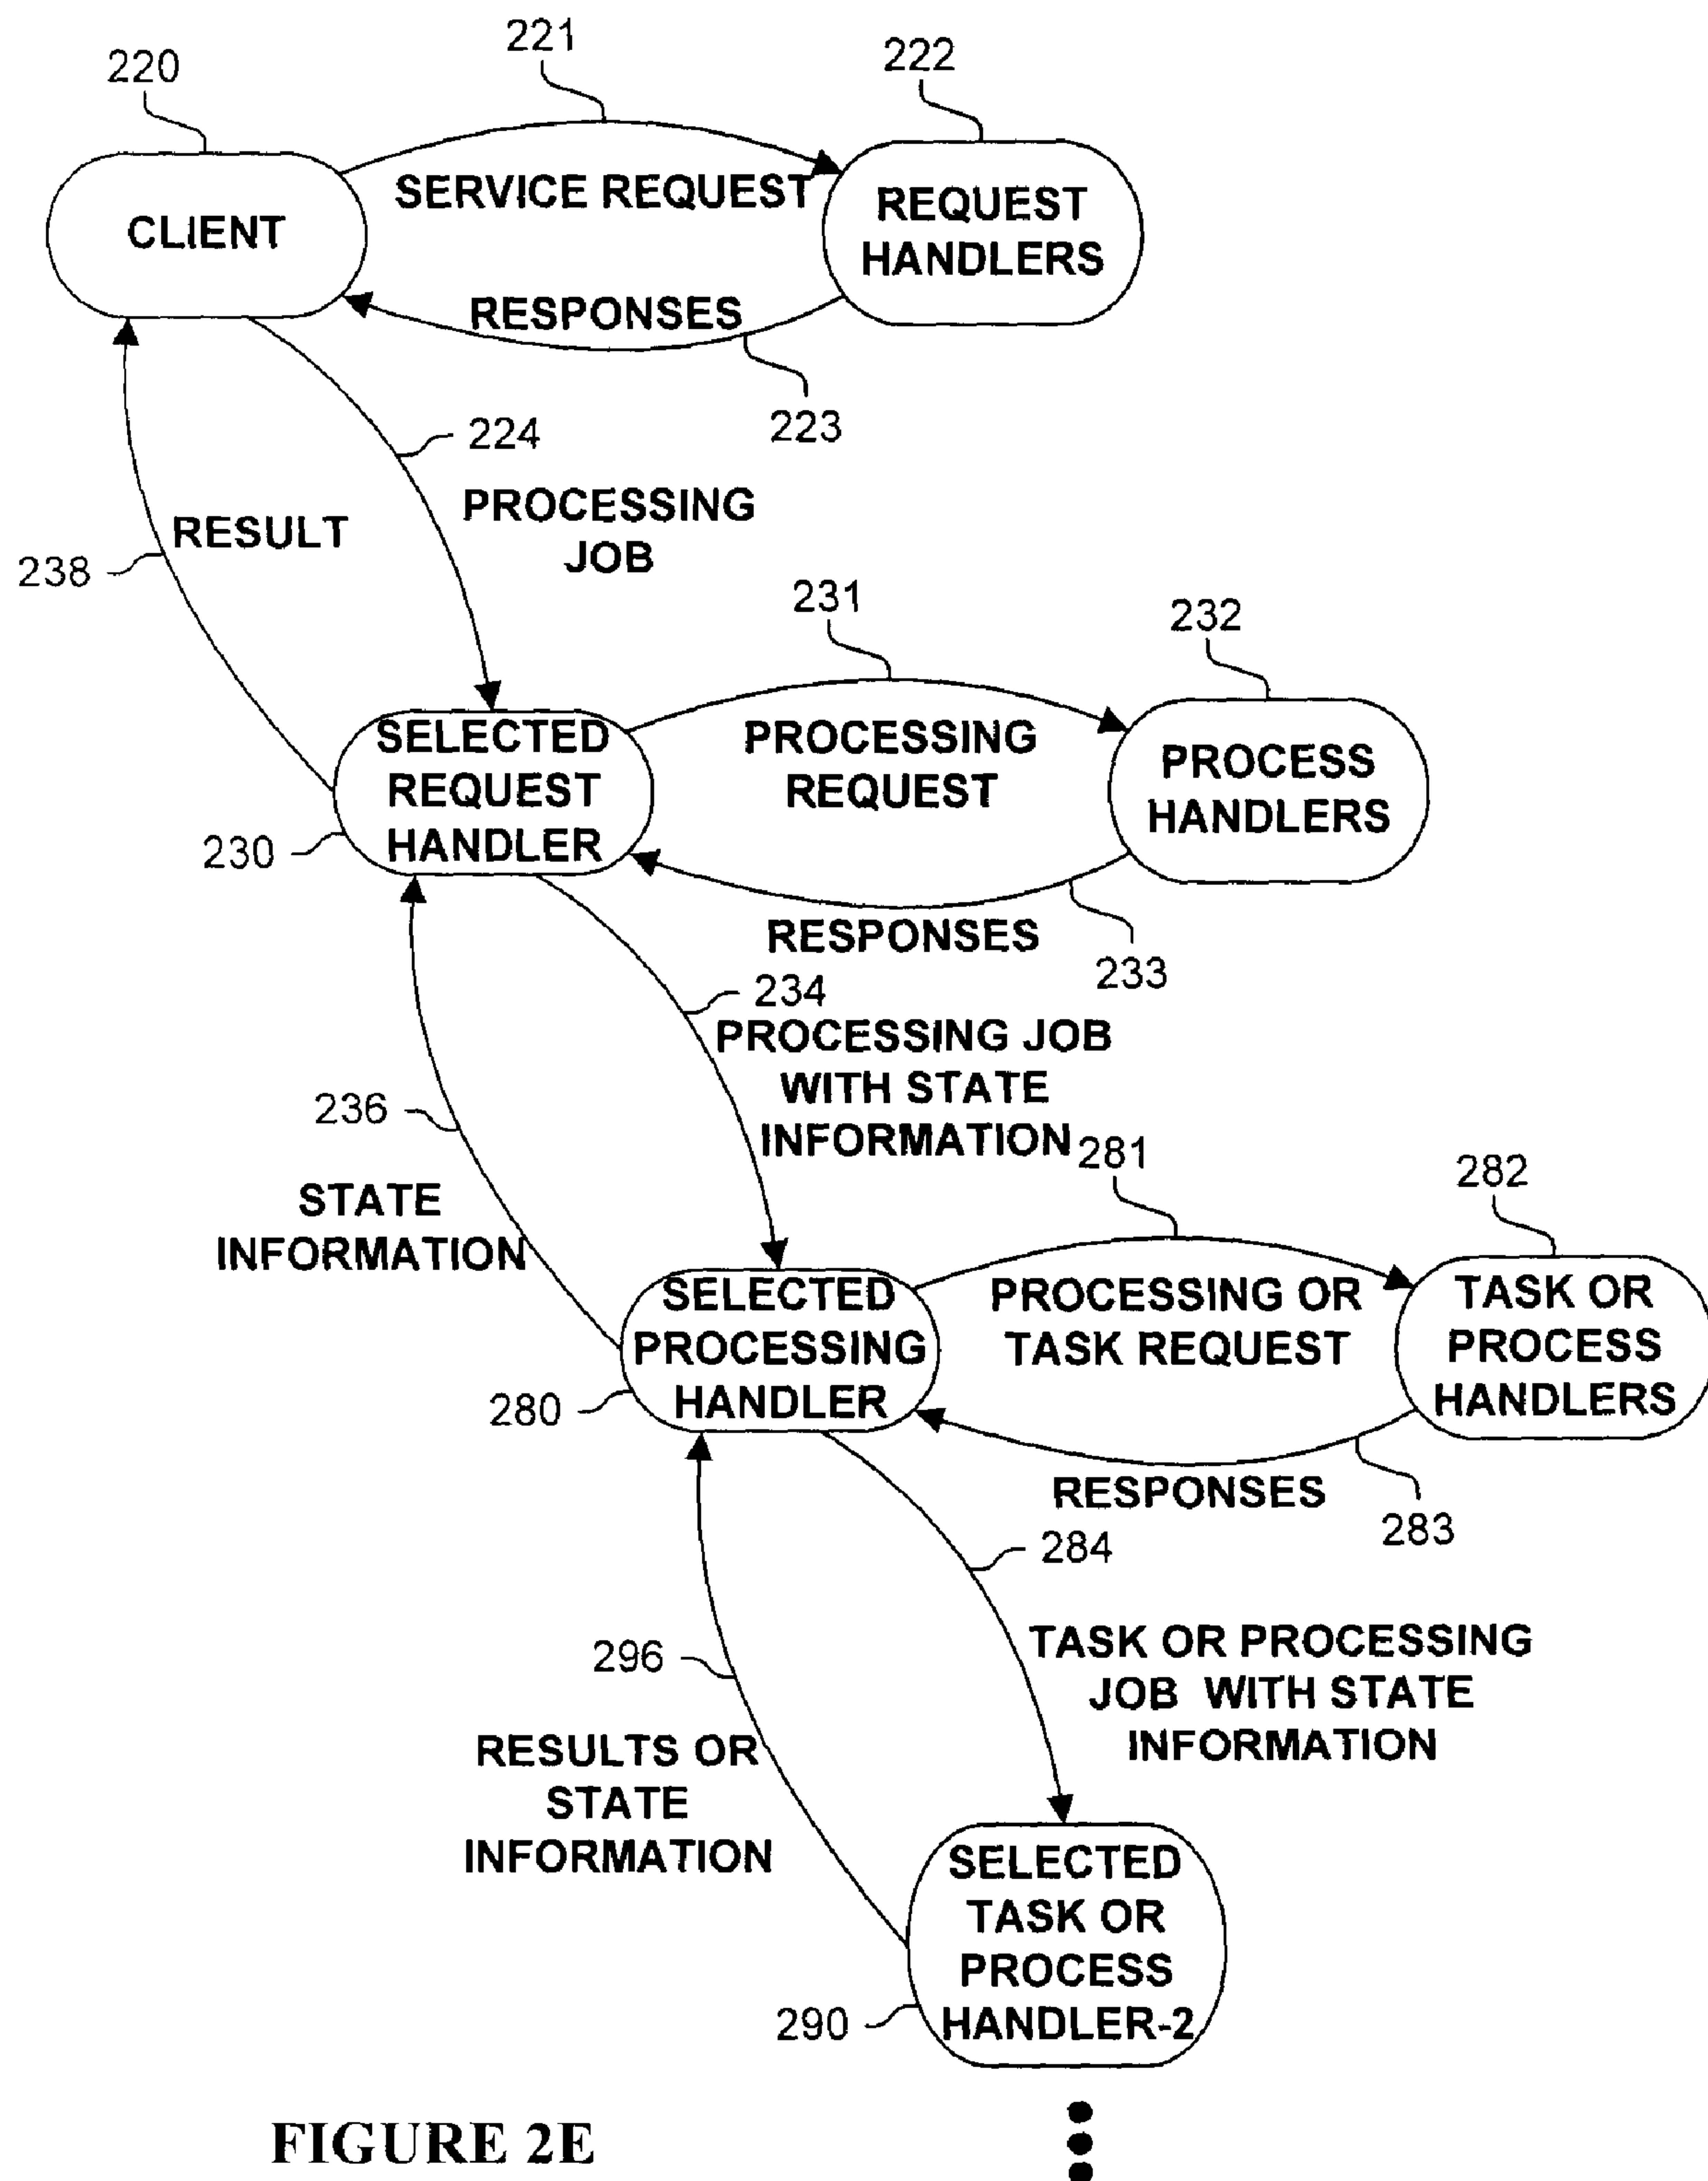 220
221
222
CLIENT
SERVICE REQUEST
REQUEST
HANDLERS
RESPONSES
223
224
PROCESSING
JOB
RESULT
238
231
232
SELECTED
REQUEST
HANDLER
230
PROCESSING
REQUEST
PROCESS
HANDLERS
RESPONSES
233
234
PROCESSING JOB
WITH STATE
INFORMATION
236
STATE
INFORMATION
281
282
SELECTED
PROCESSING
HANDLER
280
PROCESSING OR
TASK REQUEST
TASK OR
PROCESS
HANDLERS
RESPONSES
283
284
TASK OR PROCESSING
JOB WITH STATE
INFORMATION
296
RESULTS OR
STATE
INFORMATION
SELECTED
TASK OR
PROCESS
HANDLER-2
290
FIGURE 2E